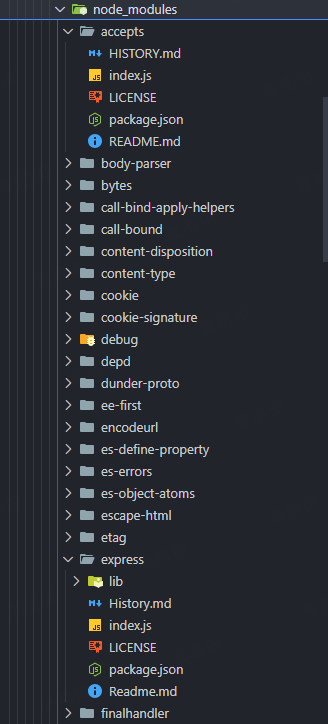 node_modules
accepts
HISTORY.md
index.js
LICENSE
package.json
README.md
body-parser
bytes
call-bind-apply-helpers
call-bound
content-disposition
content-type
cookie
cookie-signature
debug
depd
dunder-proto
ee-first
encodeurl
es-define-property
es-errors
es-object-atoms
escape-html
etag
express
lib
History.md
index.js
LICENSE
package.json
Readme.md
finalhandler